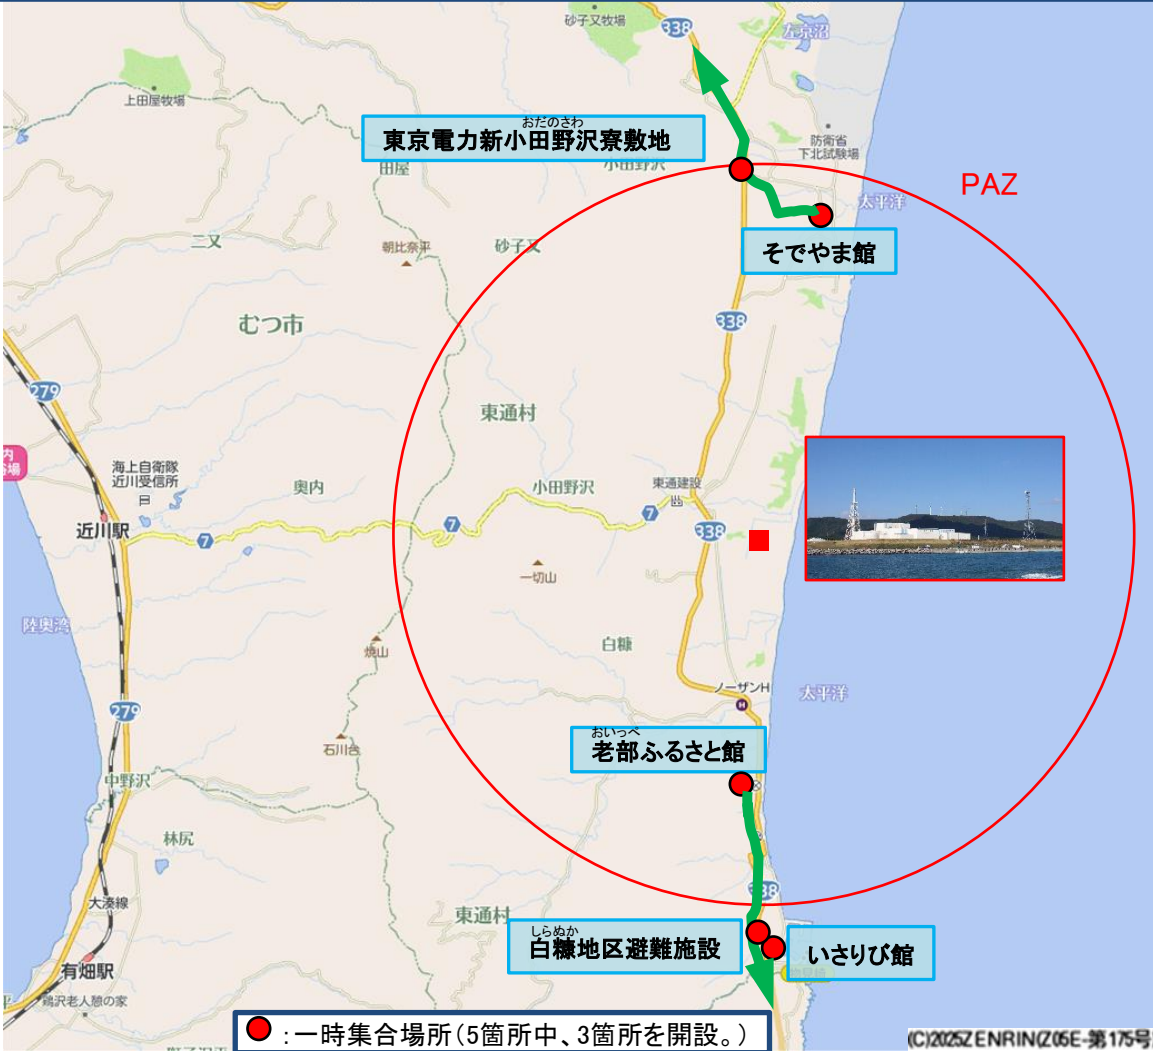 砂子又牧場
338
左京沼
上田屋牧場
おだのさわ
東京電力新小田野沢寮敷地
防衛省
下北試験場
田屋
小田野沢
PAZ
太平洋
二又
朝比奈平
砂子又
そでやま館
むつ市
338
279
東通村
海上自衛隊
近川受信所
奥内
小田野沢
東通建設
近川駅
7
7
7
338
一切山
陸奥湾
白糠
焼山
ノーザンH
太平洋
H
279
石川台
おいっぺ
老部ふるさと館
中野沢
林尻
大湊線
東通村
しらぬか
白糠地区避難施設
いさりび館
有畑駅
鶏沢老人憩の家
:一時集合場所(5箇所中、3箇所を開設。)
(C)2025ZENRIN(Z05E-第175号